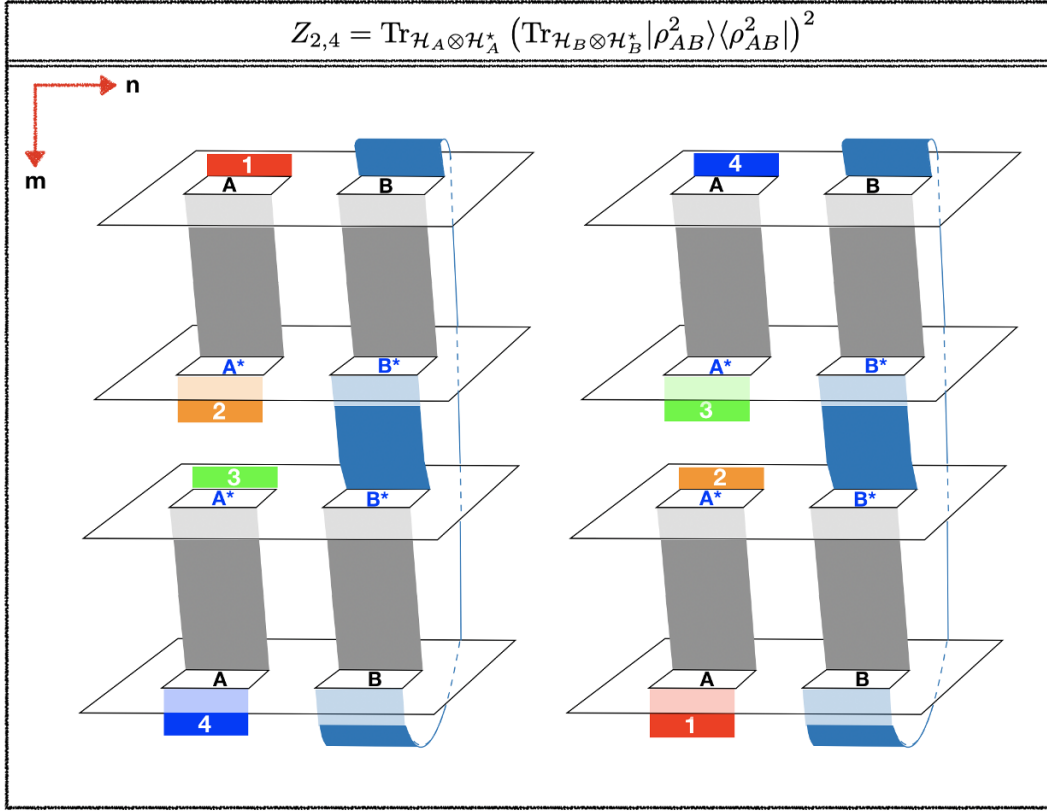 Z_{2,4} = Tr_{ℋ_A⊗ℋ_A^⋆} (Tr_{ℋ_B⊗ℋ_B^⋆} |ρ_{AB}^2⟩⟨ρ_{AB}^2|)^2
n
m
1
A B
4
A B
A* B*
2
A* B*
3
3
A* B*
2
A* B*
A B
4
A B
1